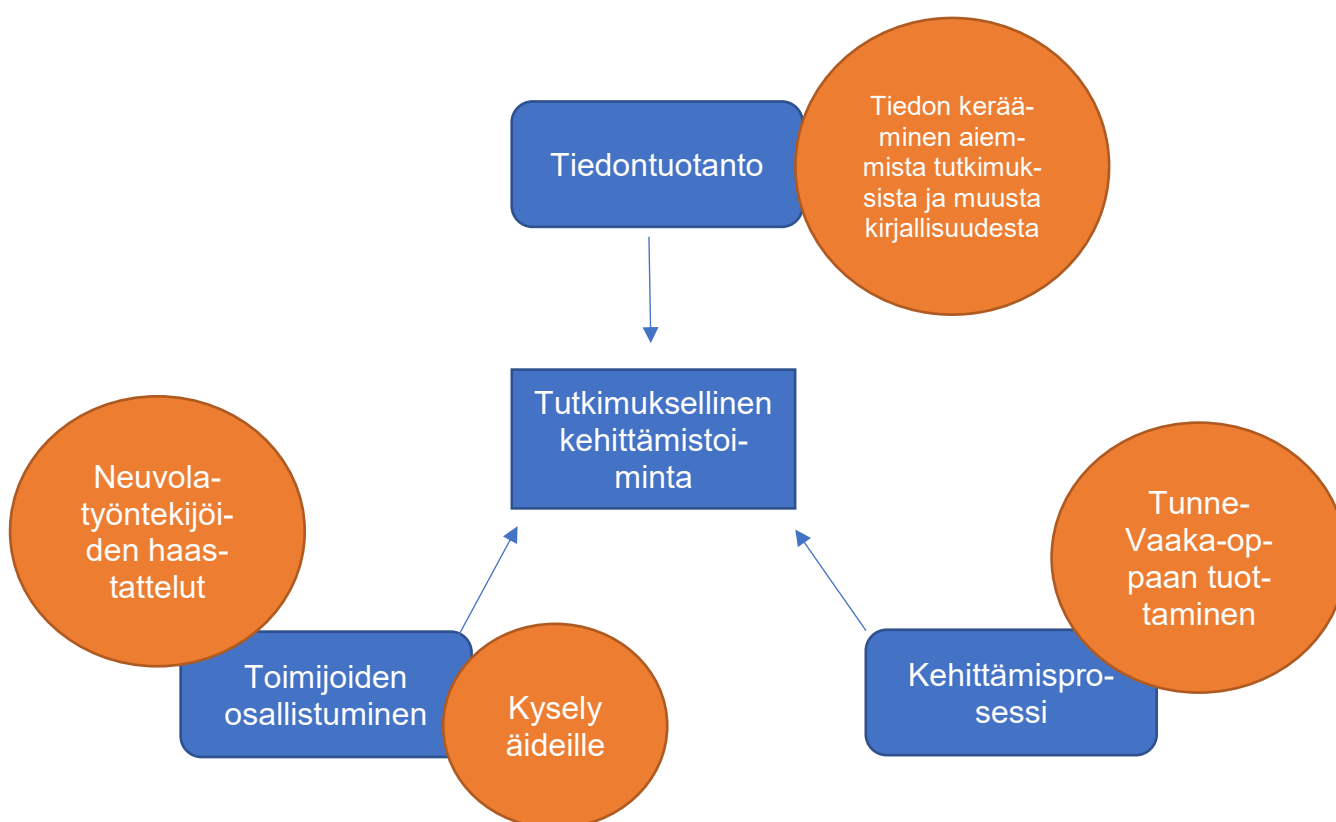 Tiedontuotanto
Tiedon kerää-
minen aiem-
mista tutkimuk-
sista ja muusta
kirjallisuudesta
Tutkimuksellinen
kehittämistoi-
minta
Neuvola-
työntekijöi-
den haas-
tattelut
Toimijoiden
osallistuminen
Kysely
äideille
Tunne-
Vaaka-op-
paan tuot-
taminen
Kehittämispro-
sessi